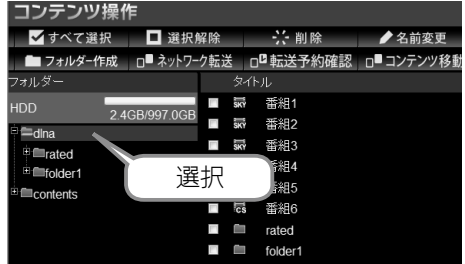 コンテンツ操作
すべて選択 選択解除 削除 名前変更
フォルダー作成 ネットワーク転送 転送予約確認 コンテンツ移動
フォルダー タイトル
HDD 2.4GB/997.0GB
dlna
rated
folder1
contents
選択
SKY 番組1
SKY 番組2
SKY 番組3
番組4
番組5
CS 番組6
rated
folder1